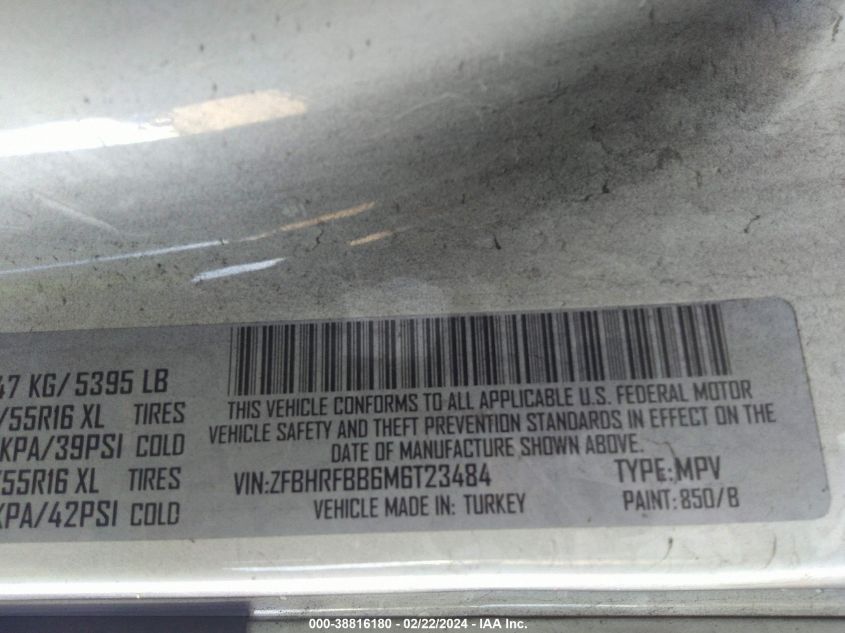 47 KG/ 5395 LB
/55R16 XL TIRES
KPA/39PSI COLD
/55R16 XL TIRES
KPA/42PSI COLD
THIS VEHICLE CONFORMS TO ALL APPLICABLE U.S. FEDERAL MOTOR
VEHICLE SAFETY AND THEFT PREVENTION STANDARDS IN EFFECT ON THE
DATE OF MANUFACTURE SHOWN ABOVE.
VIN:ZFBHRFBB6M6T23484 TYPE:MPV
VEHICLE MADE IN: TURKEY PAINT: 850/B
000-38816180 - 02/22/2024 - IAA Inc.